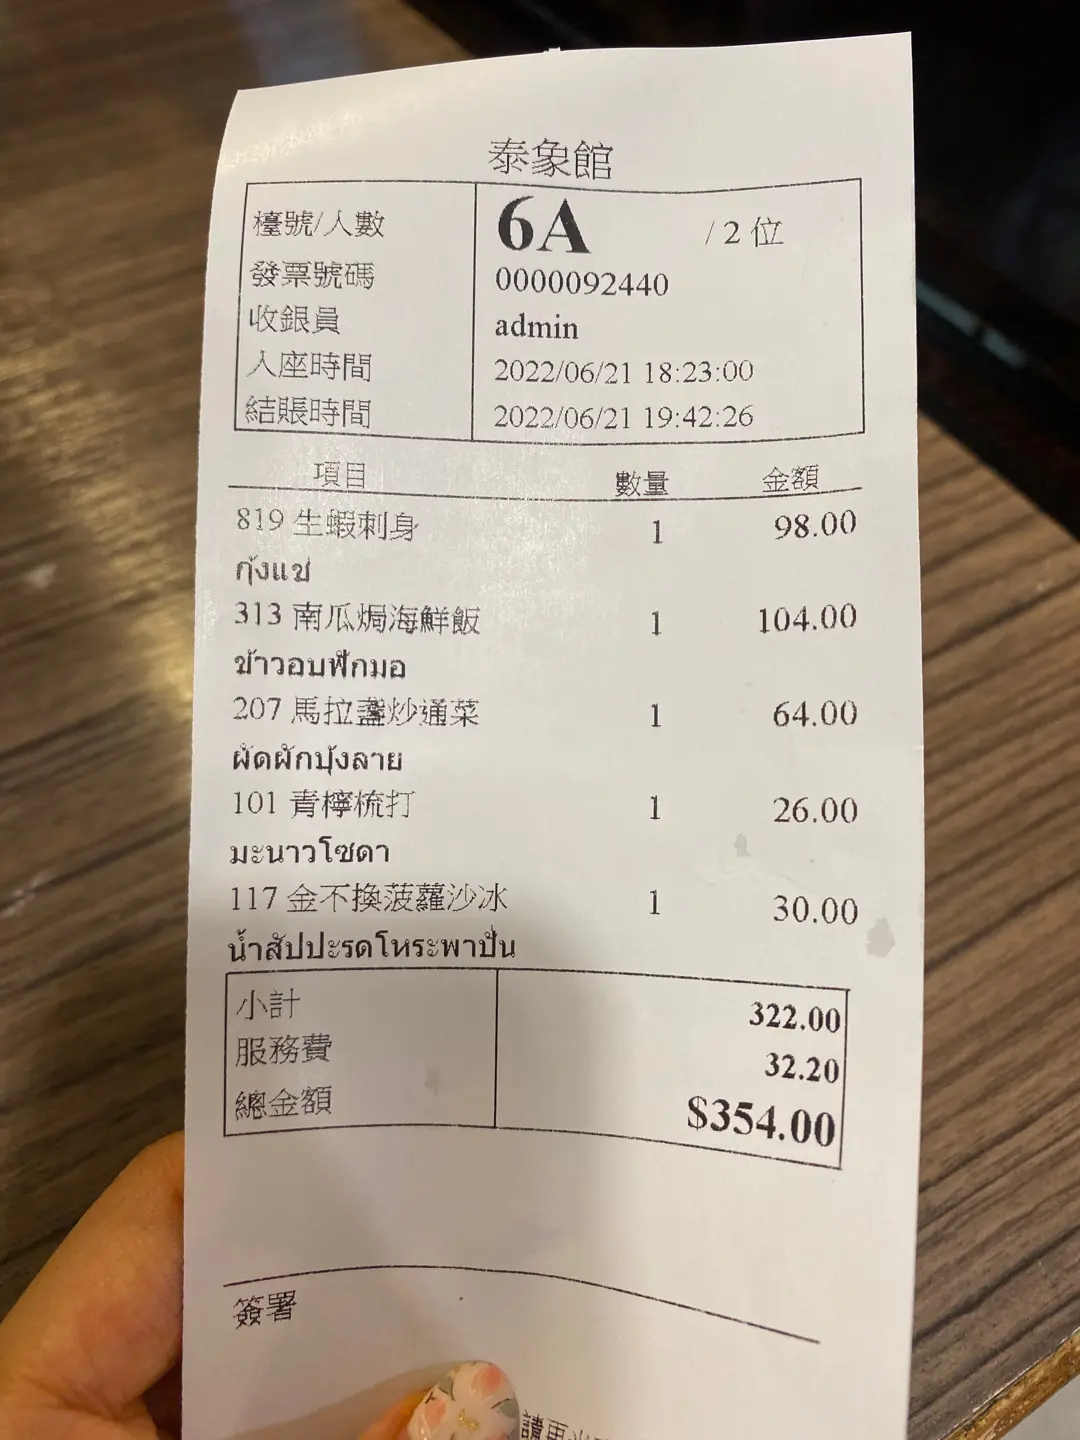 泰象館
檯號/人數 6A /2 位
發票號碼 0000092440
收銀員 admin
入座時間 2022/06/21 18:23:00
結賬時間 2022/06/21 19:42:26
項目 數量 金額
819 生蝦刺身 1 98.00
กุ้งแช่
313 南瓜焗海鮮飯 1 104.00
ข้าวอบฟักมอ
207 馬拉盞炒通菜 1 64.00
ผัดผักบุ้งลาย
101 青檸梳打 1 26.00
มะนาวโซดา
117 金不換菠蘿沙冰 1 30.00
น้ำสัปปะรดโหระพาปั่น
小計 322.00
服務費 32.20
總金額 $354.00
簽署